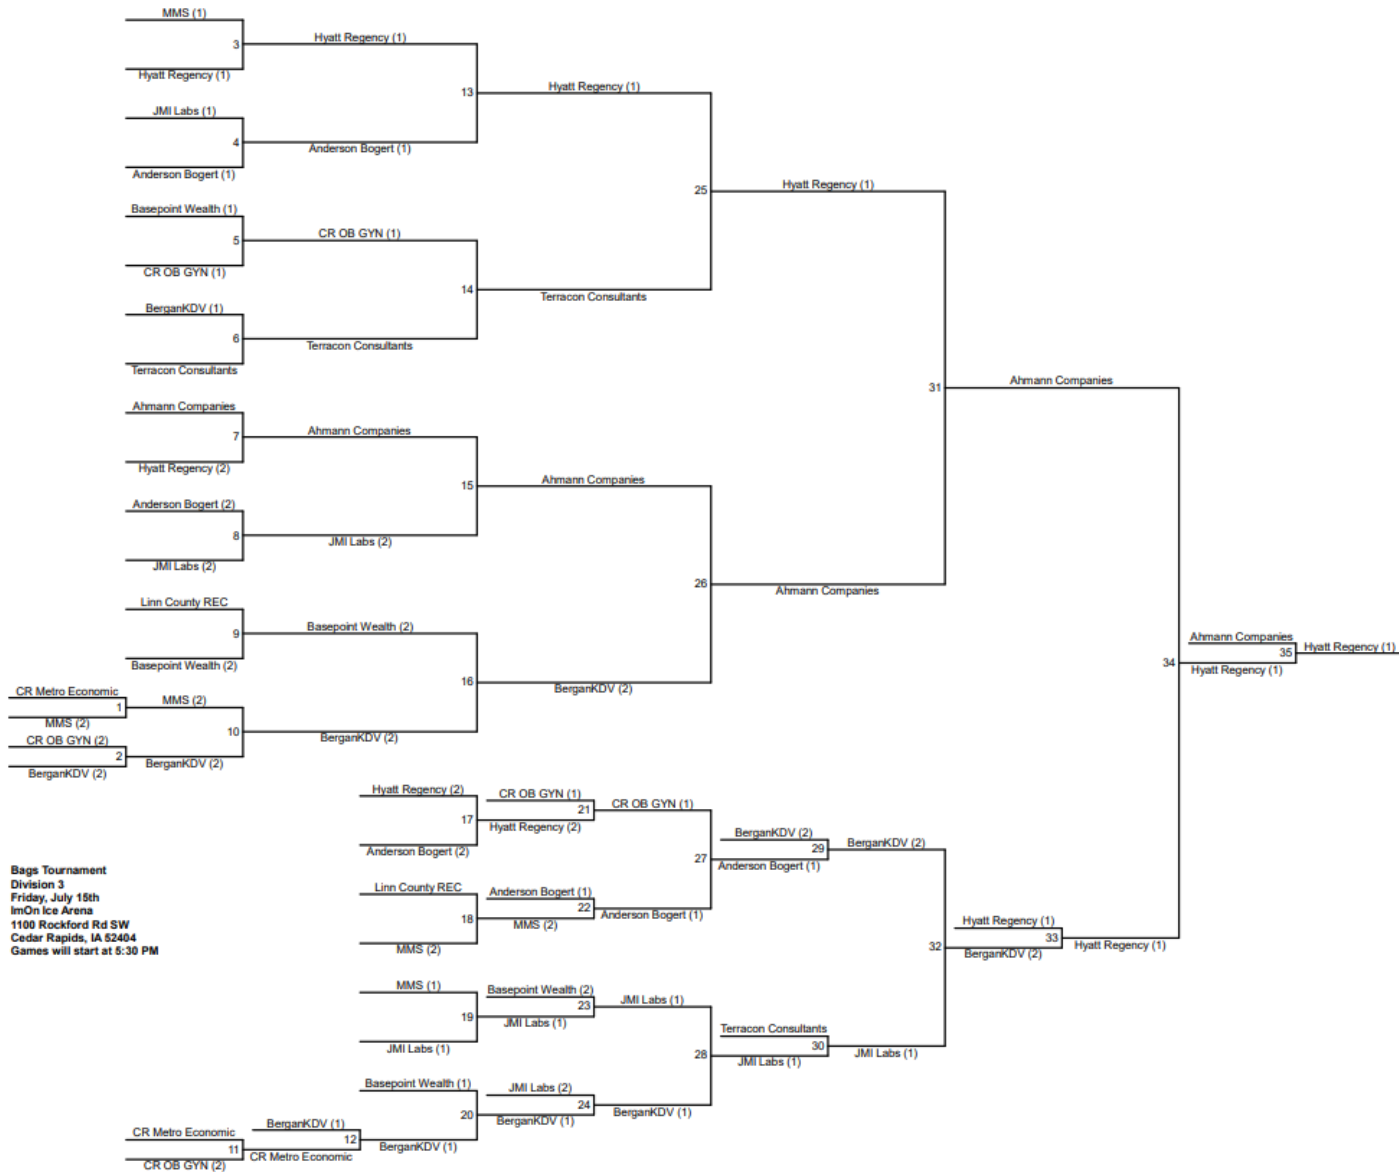 MMS (1)
3
Hyatt Regency (1)
Hyatt Regency (1)
13
Hyatt Regency (1)
JMI Labs (1)
4
Anderson Bogert (1)
Anderson Bogert (1)
25
Hyatt Regency (1)
Basepoint Wealth (1)
5
CR OB GYN (1)
CR OB GYN (1)
14
Terracon Consultants
BerganKDV (1)
6
Terracon Consultants
Terracon Consultants
31
Ahmann Companies
Ahmann Companies
7
Ahmann Companies
Hyatt Regency (2)
15
Ahmann Companies
Anderson Bogert (2)
8
JMI Labs (2)
JMI Labs (2)
26
Ahmann Companies
Linn County REC
9
Basepoint Wealth (2)
Basepoint Wealth (2)
16
BerganKDV (2)
CR Metro Economic
1
MMS (2)
MMS (2)
10
BerganKDV (2)
CR OB GYN (2)
2
BerganKDV (2)
BerganKDV (2)
34
Ahmann Companies
35
Hyatt Regency (1)
Hyatt Regency (1)
Hyatt Regency (2)
17
Anderson Bogert (2)
CR OB GYN (1)
21
Hyatt Regency (2)
CR OB GYN (1)
27
BerganKDV (2)
29
Anderson Bogert (1)
BerganKDV (2)
Linn County REC
18
MMS (2)
Anderson Bogert (1)
22
MMS (2)
Anderson Bogert (1)
32
Hyatt Regency (1)
33
BerganKDV (2)
Hyatt Regency (1)
Bags Tournament
Division 3
Friday, July 15th
ImOn Ice Arena
1100 Rockford Rd SW
Cedar Rapids, IA 52404
Games will start at 5:30 PM
MMS (1)
19
JMI Labs (1)
Basepoint Wealth (2)
23
JMI Labs (1)
JMI Labs (1)
28
Terracon Consultants
30
JMI Labs (1)
JMI Labs (1)
Basepoint Wealth (1)
20
JMI Labs (2)
24
BerganKDV (1)
BerganKDV (1)
CR Metro Economic
11
CR OB GYN (2)
BerganKDV (1)
12
CR Metro Economic
BerganKDV (1)